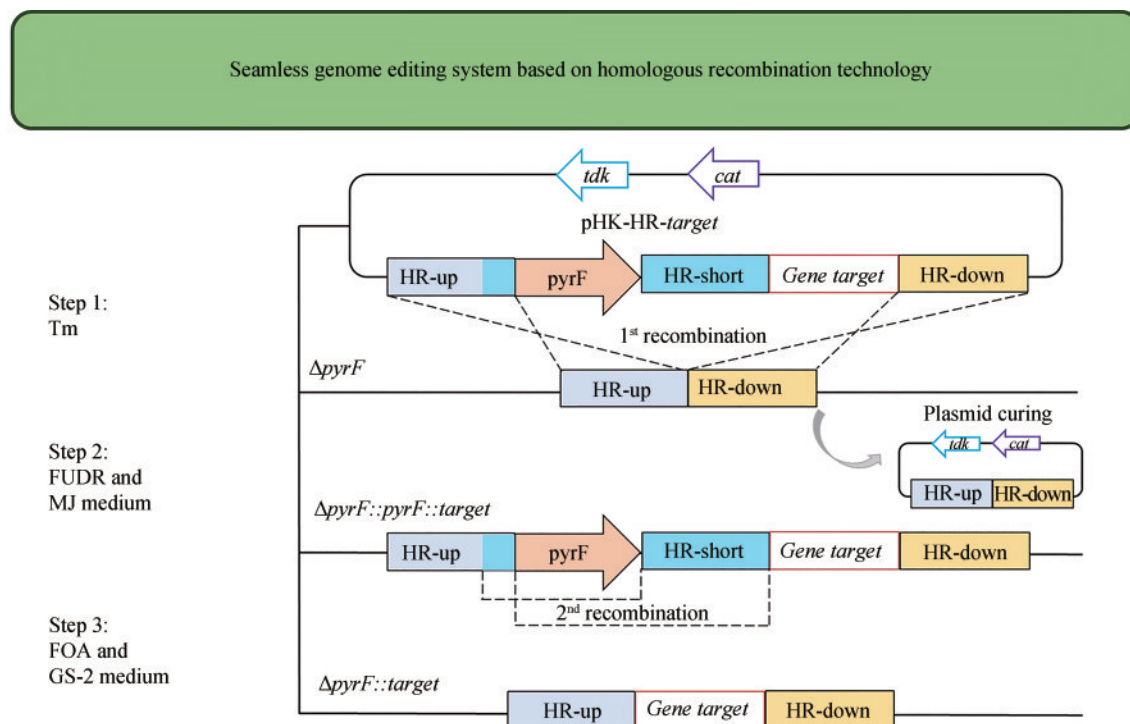 Seamless genome editing system based on homologous recombination technology
tdk
cat
pHK-HR-target
HR-up
pyrF
HR-short
Gene target
HR-down
Step 1:
Tm
1st recombination
ΔpyrF
HR-up
HR-down
Plasmid curing
tdk
cat
HR-up
HR-down
Step 2:
FUDR and
MJ medium
ΔpyrF::pyrF::target
HR-up
pyrF
HR-short
Gene target
HR-down
2nd recombination
Step 3:
FOA and
GS-2 medium
ΔpyrF::target
HR-up
Gene target
HR-down